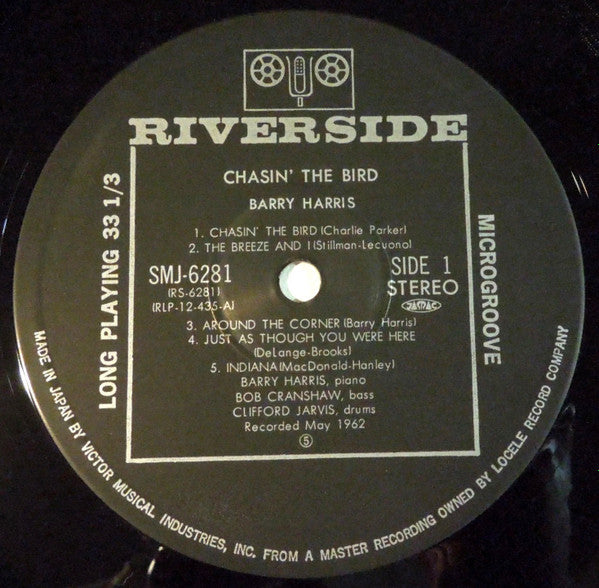 RIVERSIDE
CHASIN' THE BIRD
BARRY HARRIS
1. CHASIN' THE BIRD (Charlie Parker)
2. THE BREEZE AND I (Stillman-Lecuona)
SMJ-6281
(RS-6281)
(RLP-12-435-A)
SIDE 1
STEREO
JASRAC
3. AROUND THE CORNER (Barry Harris)
4. JUST AS THOUGH YOU WERE HERE
(DeLange-Brooks)
5. INDIANA (MacDonald-Hanley)
BARRY HARRIS, piano
BOB CRANSHAW, bass
CLIFFORD JARVIS, drums
Recorded May 1962
⑤
LONG PLAYING 33 1/3
MICROGROOVE
MADE IN JAPAN BY VICTOR MUSICAL INDUSTRIES, INC. FROM A MASTER RECORDING OWNED BY LOCELE RECORD COMPANY